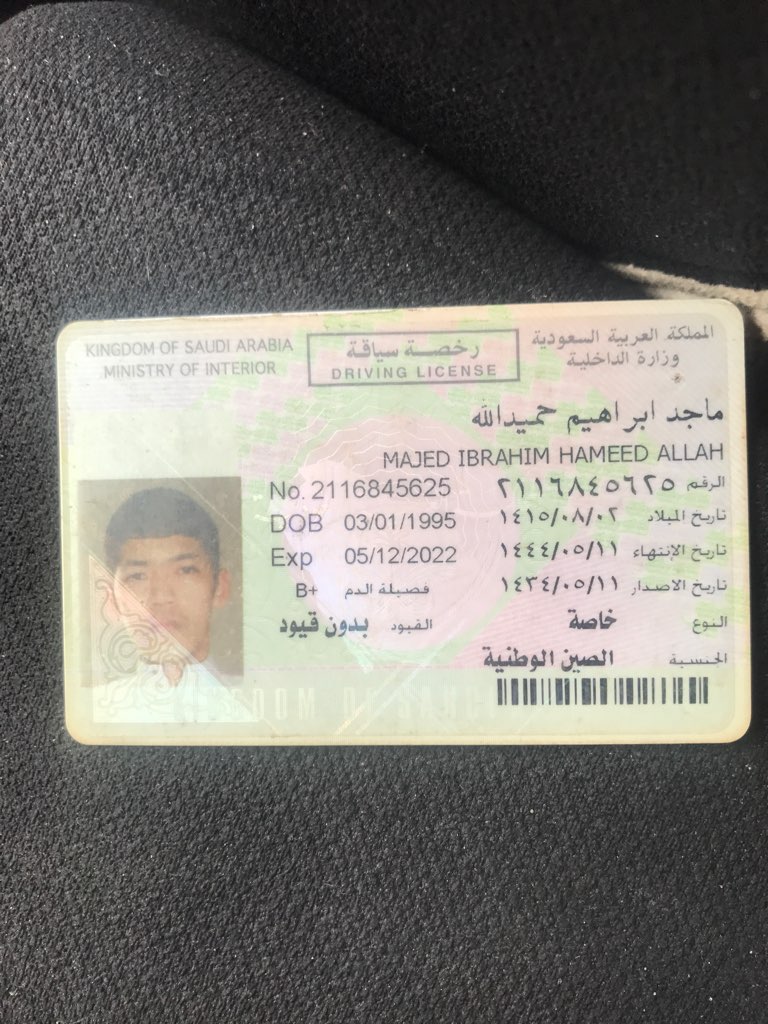 KINGDOM OF SAUDI ARABIA
MINISTRY OF INTERIOR
رخصة سياقة
DRIVING LICENSE
المملكة العربية السعودية
وزارة الداخلية
ماجد ابراهيم حميدالله
MAJED IBRAHIM HAMEED ALLAH
No. 2116845625 الرقم ٢١١٦٨٤٥٦٢٥
DOB 03/01/1995 تاريخ الميلاد ١٤١٥/٠٨/٠٢
Exp 05/12/2022 تاريخ الإنتهاء ١٤٤٤/٠٥/١١
تاريخ الاصدار ١٤٣٤/٠٥/١١ فصيلة الدم B+
النوع خاصة القيود بدون قيود
الجنسية الصين الوطنية